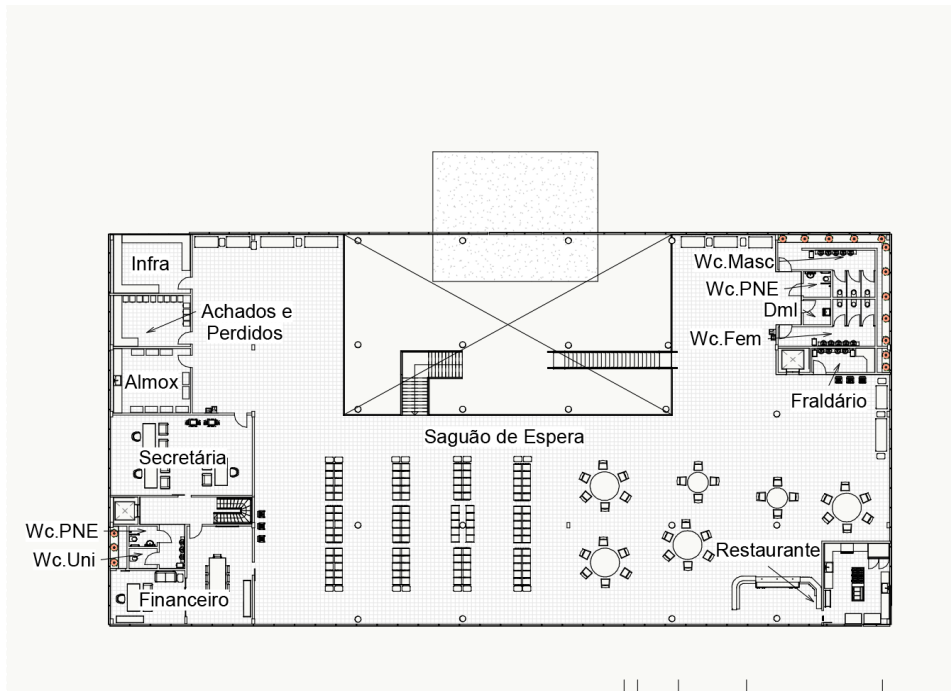 Infra
Achados e
Perdidos
Almox
Secretária
Wc.PNE
Wc.Uni
Financeiro
Saguão de Espera
Wc.Masc
Wc.PNE
Dml
Wc.Fem
Fraldário
Restaurante